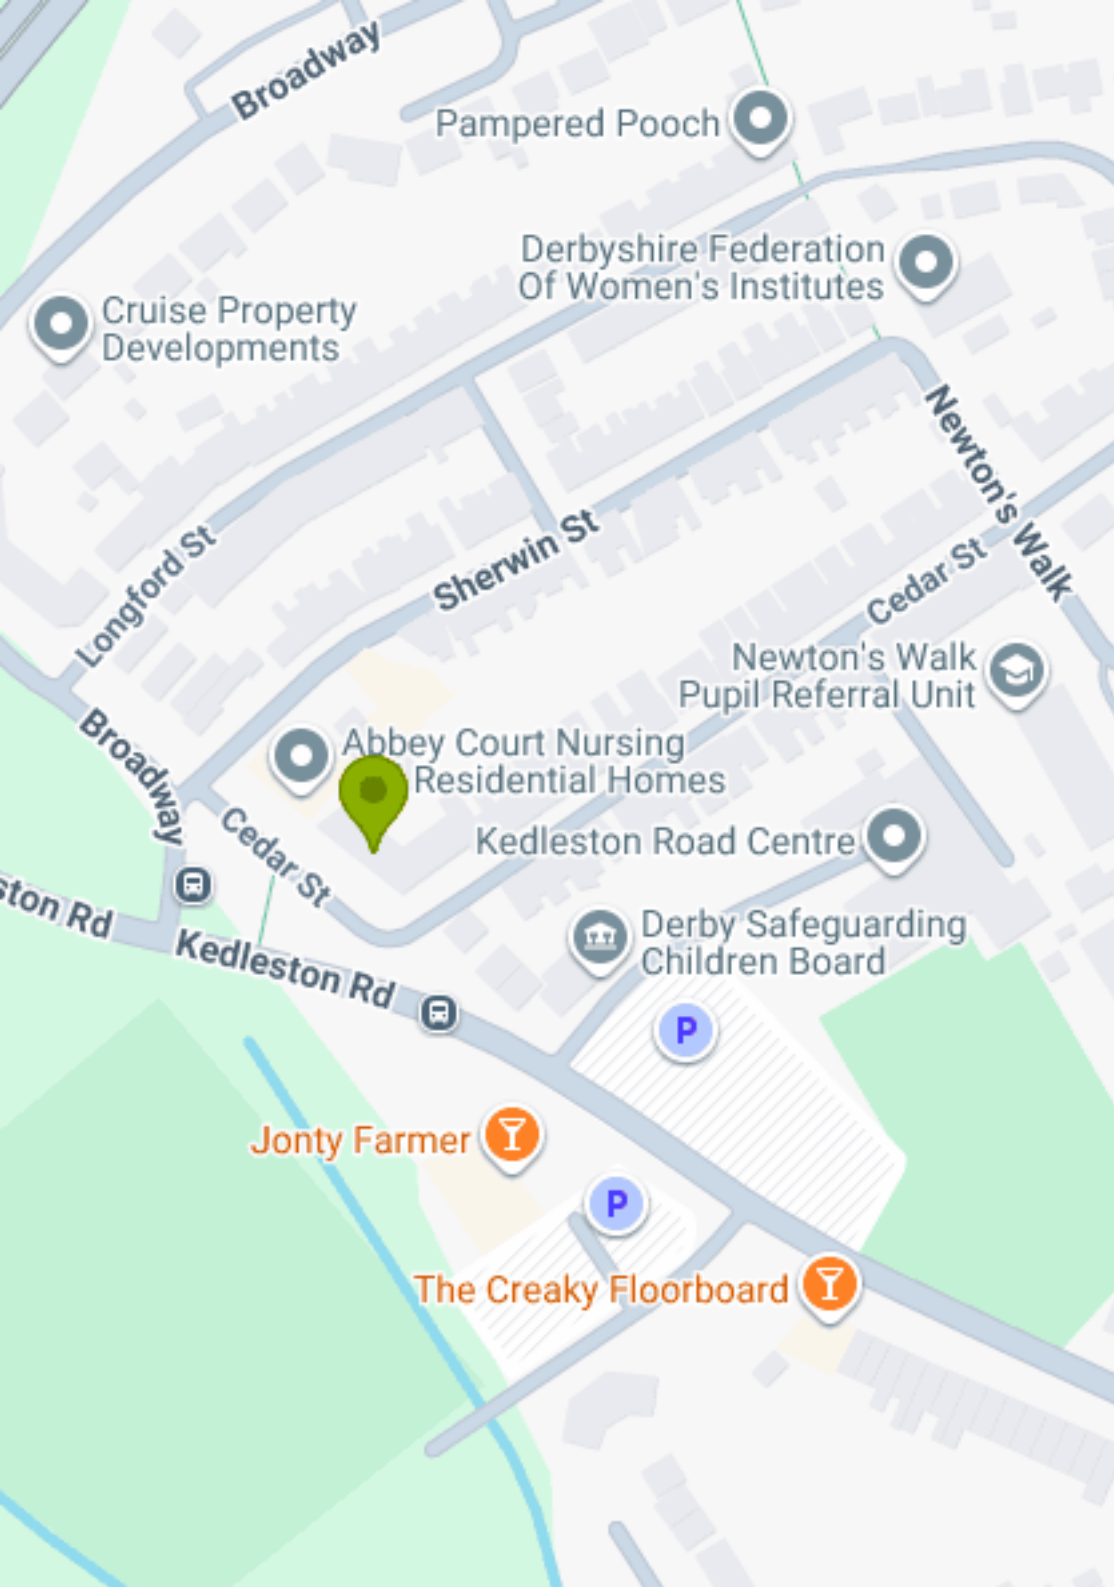 Broadway
Pampered Pooch
Derbyshire Federation
Of Women's Institutes
Cruise Property
Developments
Newton's Walk
Longford St
Sherwin St
Cedar St
Newton's Walk
Pupil Referral Unit
Broadway
Abbey Court Nursing
Residential Homes
Cedar St
Kedleston Road Centre
ston Rd
Derby Safeguarding
Children Board
Kedleston Rd
P
Jonty Farmer
P
The Creaky Floorboard